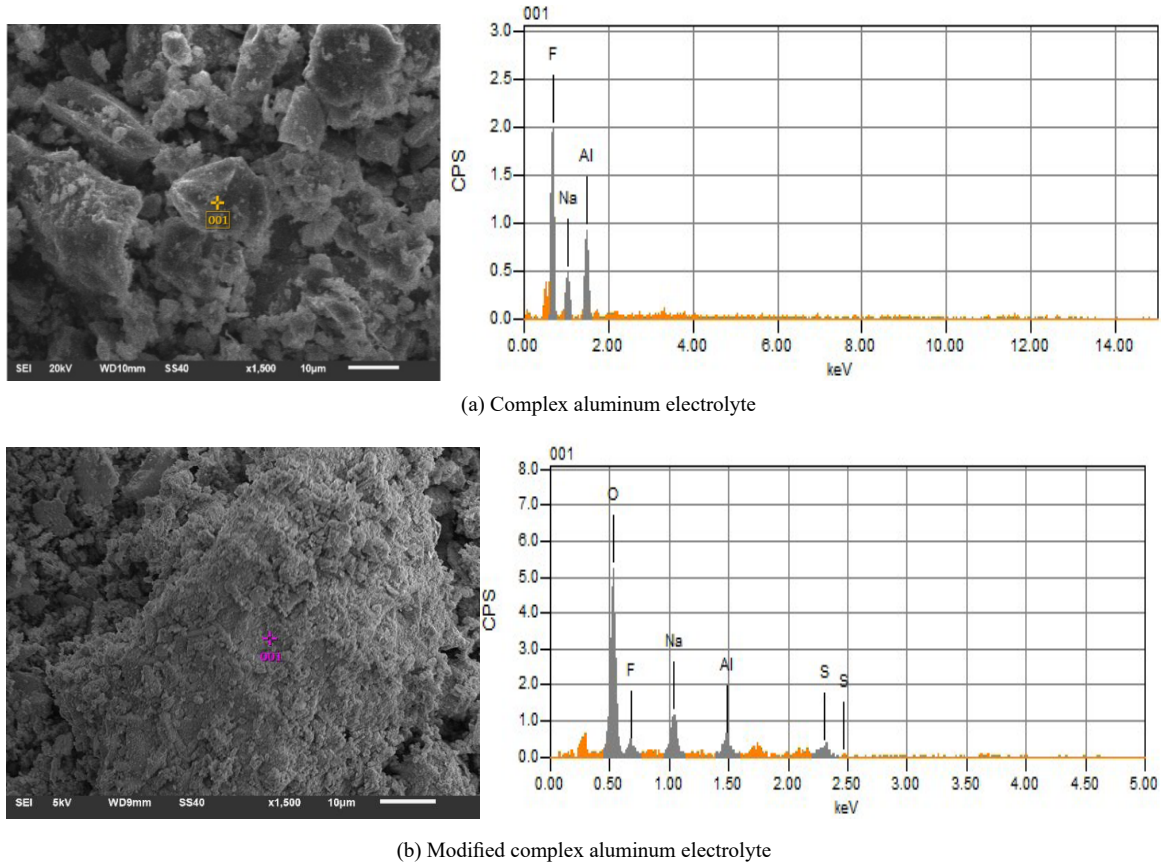 001
SEI 20kV WD10mm SS40 x1,500 10μm
001
CPS
3.0
2.5
2.0
1.5
1.0
0.5
0.0
F
Na
Al
0.00 2.00 4.00 6.00 8.00 10.00 12.00 14.00
keV
(a) Complex aluminum electrolyte
001
SEI 5kV WD9mm SS40 x1,500 10μm
001
CPS
8.0
7.0
6.0
5.0
4.0
3.0
2.0
1.0
0.0
O
F
Na
Al
S
S
0.00 0.50 1.00 1.50 2.00 2.50 3.00 3.50 4.00 4.50 5.00
keV
(b) Modified complex aluminum electrolyte